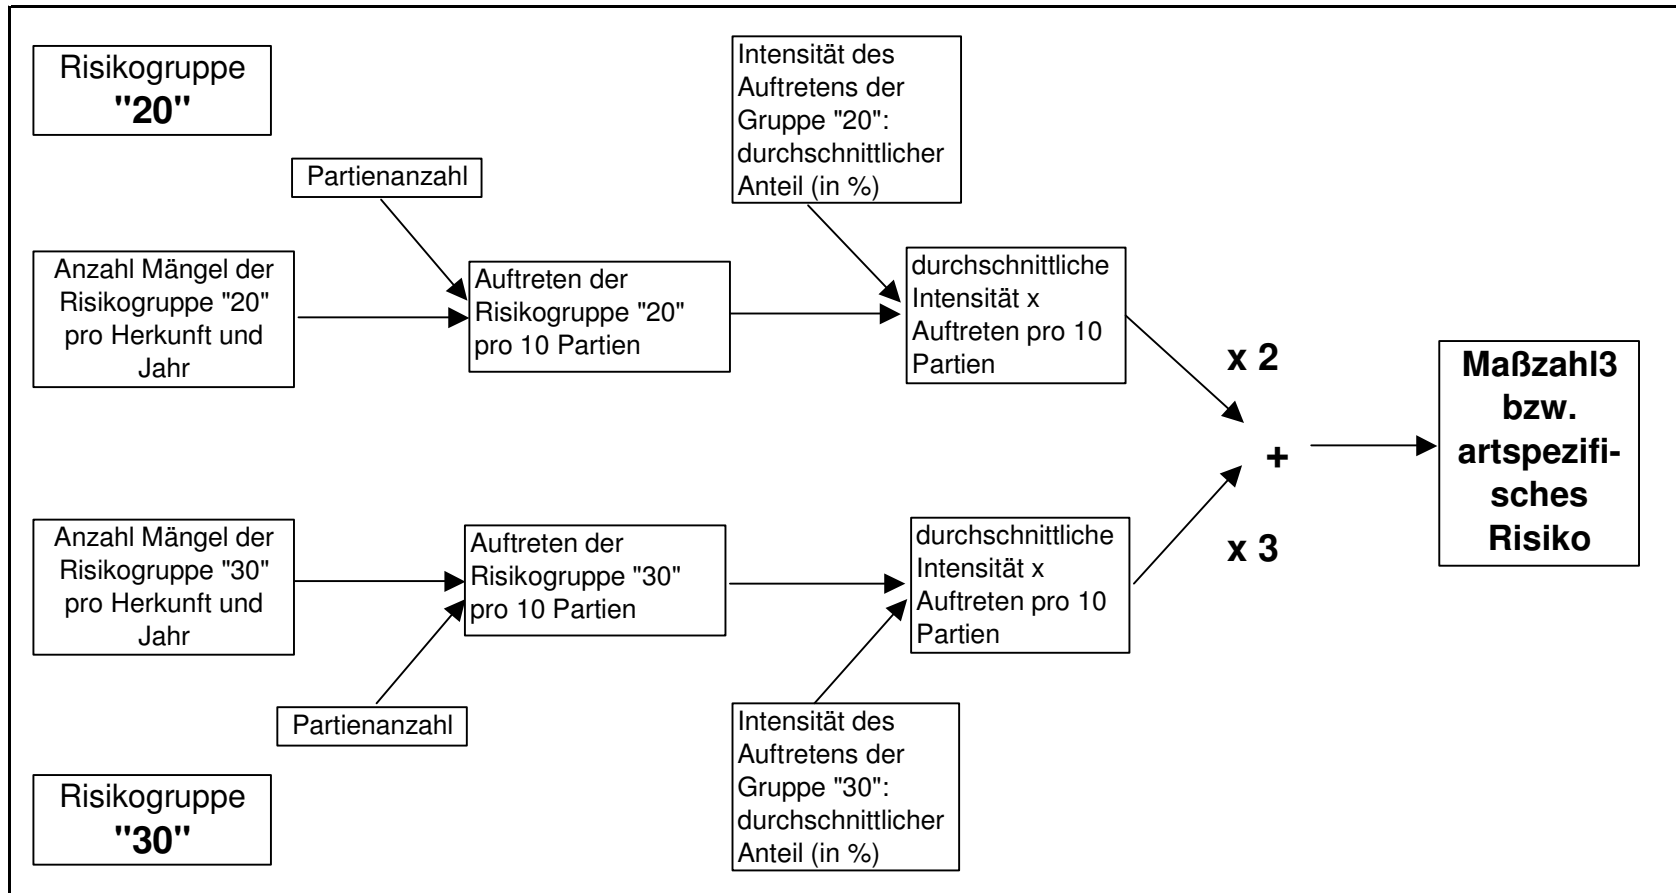 Risikogruppe
"20"
Intensität des
Auftretens der
Gruppe "20":
durchschnittlicher
Anteil (in %)
Partienanzahl
Anzahl Mängel der
Risikogruppe "20"
pro Herkunft und
Jahr
Auftreten der
Risikogruppe "20"
pro 10 Partien
durchschnittliche
Intensität x
Auftreten pro 10
Partien
x 2
+
Maßzahl3
bzw.
artspezifi-
sches
Risiko
Anzahl Mängel der
Risikogruppe "30"
pro Herkunft und
Jahr
Auftreten der
Risikogruppe "30"
pro 10 Partien
durchschnittliche
Intensität x
Auftreten pro 10
Partien
x 3
Partienanzahl
Intensität des
Auftretens der
Gruppe "30":
durchschnittlicher
Anteil (in %)
Risikogruppe
"30"